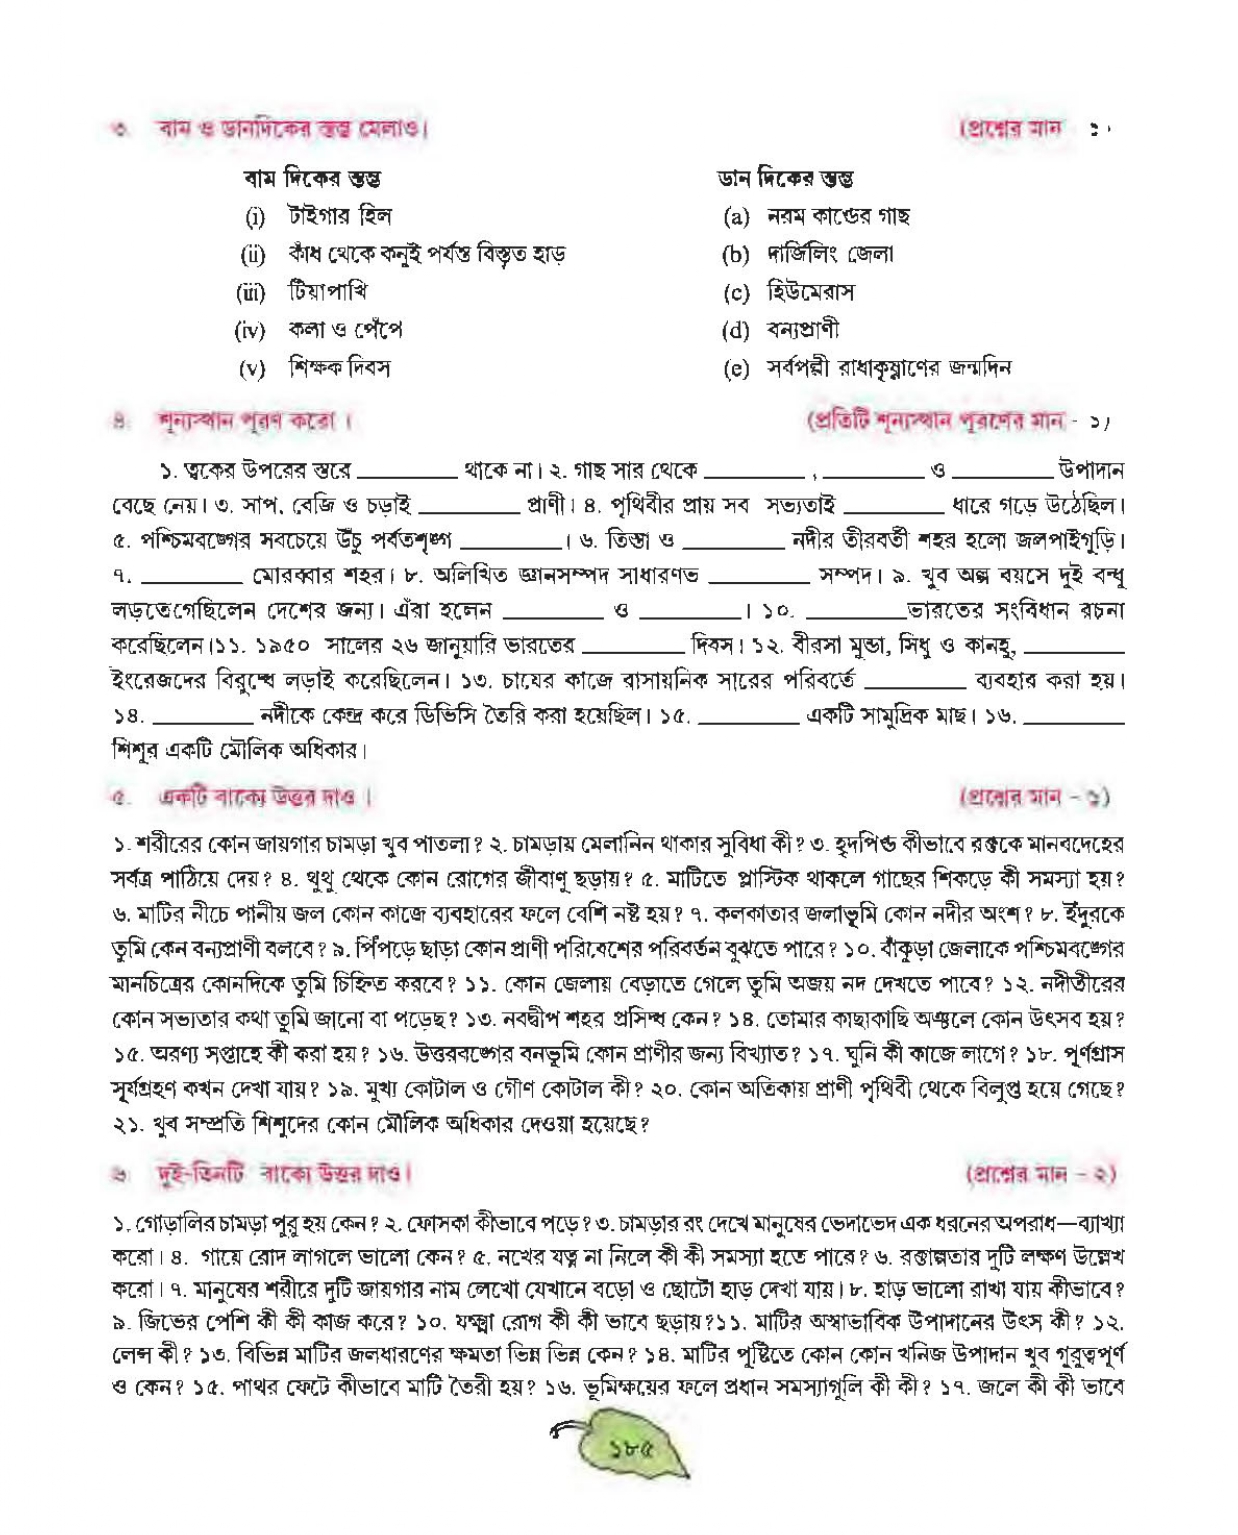 ৩. বাম ও ডানদিকের স্তম্ভ মেলাও। (প্রশ্নের মান - ১)
বাম দিকের স্তম্ভ ডান দিকের স্তম্ভ
(i) টাইগার হিল (a) নরম কাণ্ডের গাছ
(ii) কাঁধ থেকে কনুই পর্যন্ত বিস্তৃত হাড় (b) দার্জিলিং জেলা
(iii) টিয়াপাখি (c) হিউমেরাস
(iv) কলা ও পেঁপে (d) বন্যপ্রাণী
(v) শিক্ষক দিবস (e) সর্বপল্লী রাধাকৃষ্ণাণের জন্মদিন
৪. শূন্যস্থান পূরণ করো। (প্রতিটি শূন্যস্থান পূরণের মান - ১)
১. ত্বকের উপরের স্তরে ________ থাকে না। ২. গাছ সার থেকে ________ , ________ ও ________ উপাদান
বেছে নেয়। ৩. সাপ, বেজি ও চড়াই ________ প্রাণী। ৪. পৃথিবীর প্রায় সব সভ্যতাই ________ ধারে গড়ে উঠেছিল।
৫. পশ্চিমবঙ্গের সবচেয়ে উঁচু পর্বতশৃঙ্গ ________। ৬. তিস্তা ও ________ নদীর তীরবর্তী শহর হলো জলপাইগুড়ি।
৭. ________ মোরব্বার শহর। ৮. অলিখিত জ্ঞানসম্পদ সাধারণত ________ সম্পদ। ৯. খুব অল্প বয়সে দুই বন্ধু
লড়তেগেছিলেন দেশের জন্য। এঁরা হলেন ________ ও ________। ১০. ________ভারতের সংবিধান রচনা
করেছিলেন।১১. ১৯৫০ সালের ২৬ জানুয়ারি ভারতের ________ দিবস। ১২. বীরসা মুন্ডা, সিধু ও কানহু, ________
ইংরেজদের বিরুদ্ধে লড়াই করেছিলেন। ১৩. চাষের কাজে রাসায়নিক সারের পরিবর্তে ________ ব্যবহার করা হয়।
১৪. ________ নদীকে কেন্দ্র করে ডিভিসি তৈরি করা হয়েছিল। ১৫. ________ একটি সামুদ্রিক মাছ। ১৬. ________
শিশুর একটি মৌলিক অধিকার।
৫. একটি বাক্যে উত্তর দাও। (প্রশ্নের মান - ১)
১. শরীরের কোন জায়গার চামড়া খুব পাতলা? ২. চামড়ায় মেলানিন থাকার সুবিধা কী? ৩. হৃদপিণ্ড কীভাবে রক্তকে মানবদেহের
সর্বত্র পাঠিয়ে দেয়? ৪. থুথু থেকে কোন রোগের জীবাণু ছড়ায়? ৫. মাটিতে প্লাস্টিক থাকলে গাছের শিকড়ে কী সমস্যা হয়?
৬. মাটির নীচে পানীয় জল কোন কাজে ব্যবহারের ফলে বেশি নষ্ট হয়? ৭. কলকাতার জলাভূমি কোন নদীর অংশ? ৮. ইঁদুরকে
তুমি কেন বন্যপ্রাণী বলবে? ৯. পিঁপড়ে ছাড়া কোন প্রাণী পরিবেশের পরিবর্তন বুঝতে পারে? ১০. বাঁকুড়া জেলাকে পশ্চিমবঙ্গের
মানচিত্রের কোনদিকে তুমি চিহ্নিত করবে? ১১. কোন জেলায় বেড়াতে গেলে তুমি অজয় নদ দেখতে পাবে? ১২. নদীতীরের
কোন সভ্যতার কথা তুমি জানো বা পড়েছ? ১৩. নবদ্বীপ শহর প্রসিদ্ধ কেন? ১৪. তোমার কাছাকাছি অঞ্চলে কোন উৎসব হয়?
১৫. অরণ্য সপ্তাহে কী করা হয়? ১৬. উত্তরবঙ্গের বনভূমি কোন প্রাণীর জন্য বিখ্যাত? ১৭. ঘুনি কী কাজে লাগে? ১৮. পূর্ণগ্রাস
সূর্যগ্রহণ কখন দেখা যায়? ১৯. মুখ্য কোটাল ও গৌণ কোটাল কী? ২০. কোন অতিকায় প্রাণী পৃথিবী থেকে বিলুপ্ত হয়ে গেছে?
২১. খুব সম্প্রতি শিশুদের কোন মৌলিক অধিকার দেওয়া হয়েছে?
৬. দুই-তিনটি বাক্যে উত্তর দাও। (প্রশ্নের মান - ২)
১. গোড়ালির চামড়া পুরু হয় কেন? ২. ফোসকা কীভাবে পড়ে? ৩. চামড়ার রং দেখে মানুষের ভেদাভেদ এক ধরনের অপরাধ—ব্যাখ্যা
করো। ৪. গায়ে রোদ লাগলে ভালো কেন? ৫. নখের যত্ন না নিলে কী কী সমস্যা হতে পারে? ৬. রক্তাল্পতার দুটি লক্ষণ উল্লেখ
করো। ৭. মানুষের শরীরে দুটি জায়গার নাম লেখো যেখানে বড়ো ও ছোটো হাড় দেখা যায়। ৮. হাড় ভালো রাখা যায় কীভাবে?
৯. জিভের পেশি কী কী কাজ করে? ১০. যক্ষ্মা রোগ কী কী ভাবে ছড়ায়?১১. মাটির অস্বাভাবিক উপাদানের উৎস কী? ১২.
লেন্স কী? ১৩. বিভিন্ন মাটির জলধারণের ক্ষমতা ভিন্ন ভিন্ন কেন? ১৪. মাটির পুষ্টিতে কোন কোন খনিজ উপাদান খুব গুরুত্বপূর্ণ
ও কেন? ১৫. পাথর ফেটে কীভাবে মাটি তৈরী হয়? ১৬. ভূমিক্ষয়ের ফলে প্রধান সমস্যাগুলি কী কী? ১৭. জলে কী কী ভাবে
১৮৫